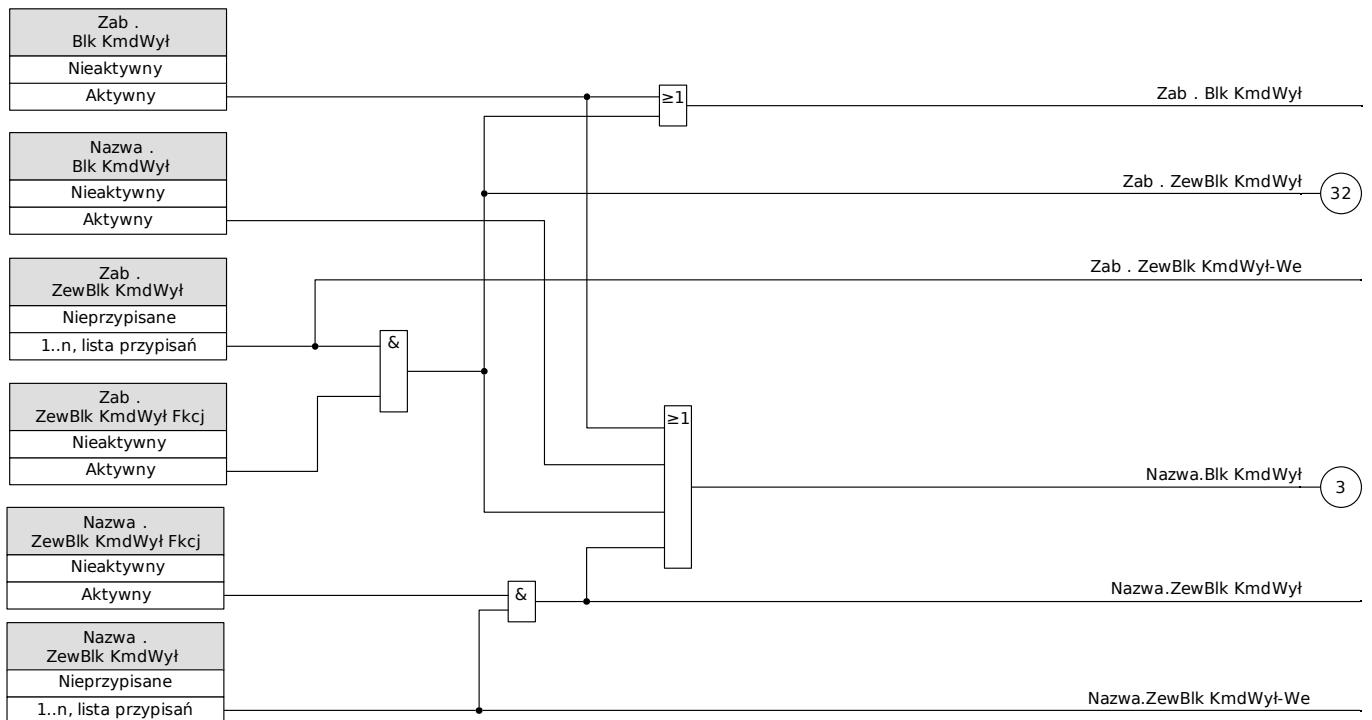 Zab .
Blk KmdWył
Nieaktywny
Aktywny
≥1
Zab . Blk KmdWył
Nazwa .
Blk KmdWył
Nieaktywny
Aktywny
Zab . ZewBlk KmdWył
32
Zab .
ZewBlk KmdWył
Nieprzypisane
1..n, lista przypisań
Zab . ZewBlk KmdWył-We
&
Zab .
ZewBlk KmdWył Fkcj
Nieaktywny
Aktywny
≥1
Nazwa.Blk KmdWył
3
Nazwa .
ZewBlk KmdWył Fkcj
Nieaktywny
Aktywny
&
Nazwa.ZewBlk KmdWył
Nazwa .
ZewBlk KmdWył
Nieprzypisane
1..n, lista przypisań
Nazwa.ZewBlk KmdWył-We